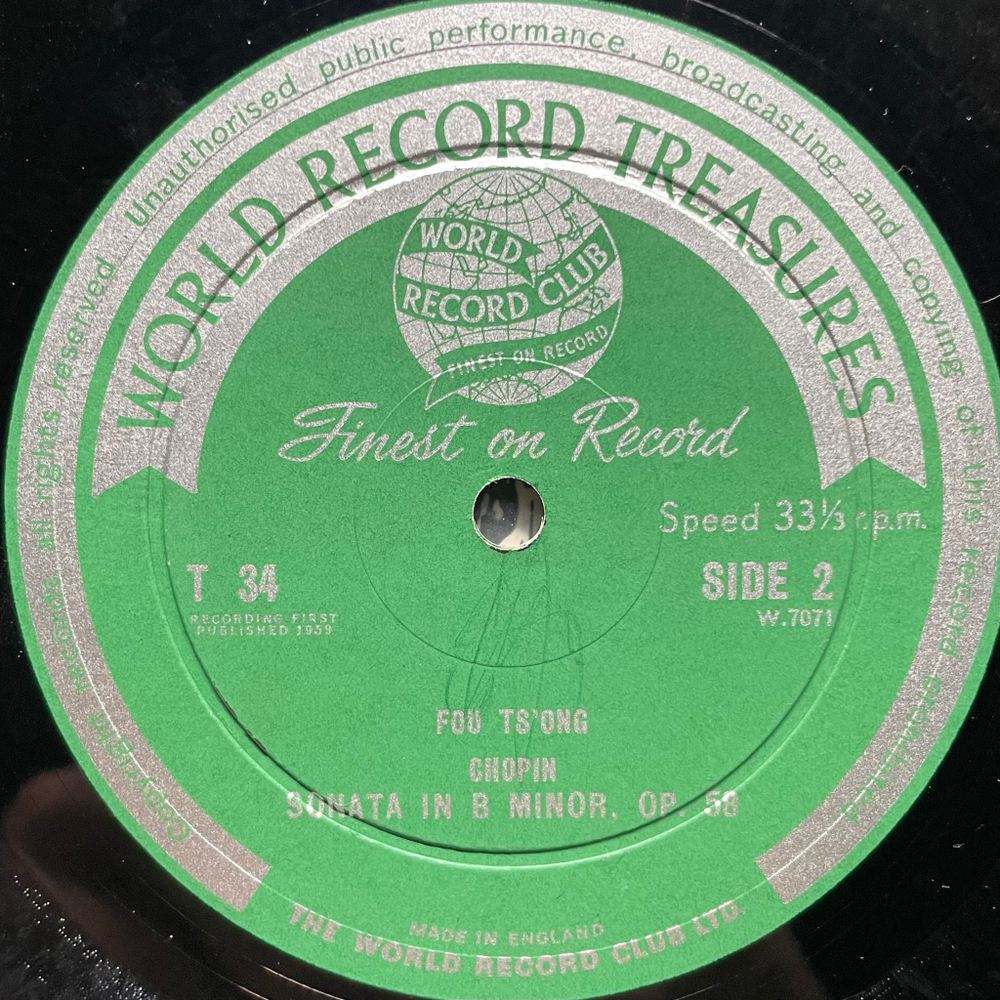 Copyright records all rights reserved. Unauthorised public performance, broadcasting and copying of this record prohibited
WORLD RECORD TREASURES
WORLD
RECORD CLUB
FINEST ON RECORD
Finest on Record
Speed 33⅓ r.p.m.
T 34
SIDE 2
RECORDING FIRST
PUBLISHED 1959
W.7071
FOU TS'ONG
CHOPIN
SONATA IN B MINOR, OP. 58
MADE IN ENGLAND
THE WORLD RECORD CLUB LTD.